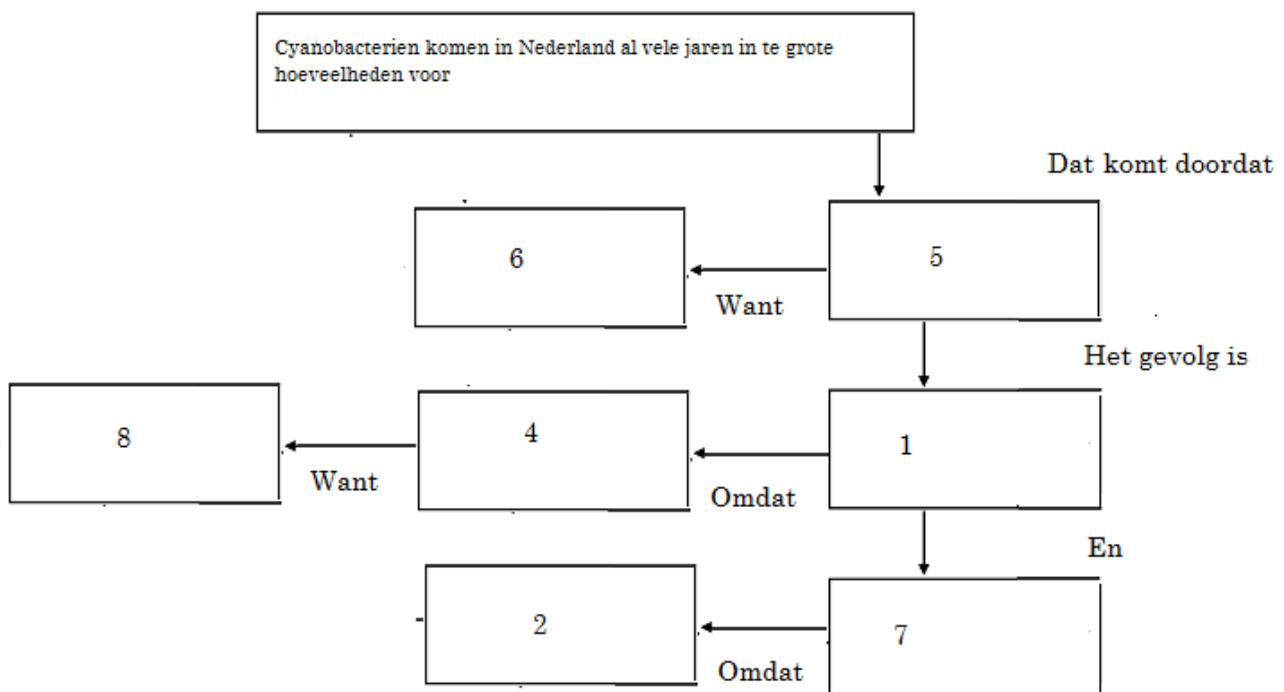 Cyanobacterien komen in Nederland al vele jaren in te grote
hoeveelheden voor
Dat komt doordat
6
5
Want
Het gevolg is
8
4
1
Want
Omdat
En
2
7
Omdat